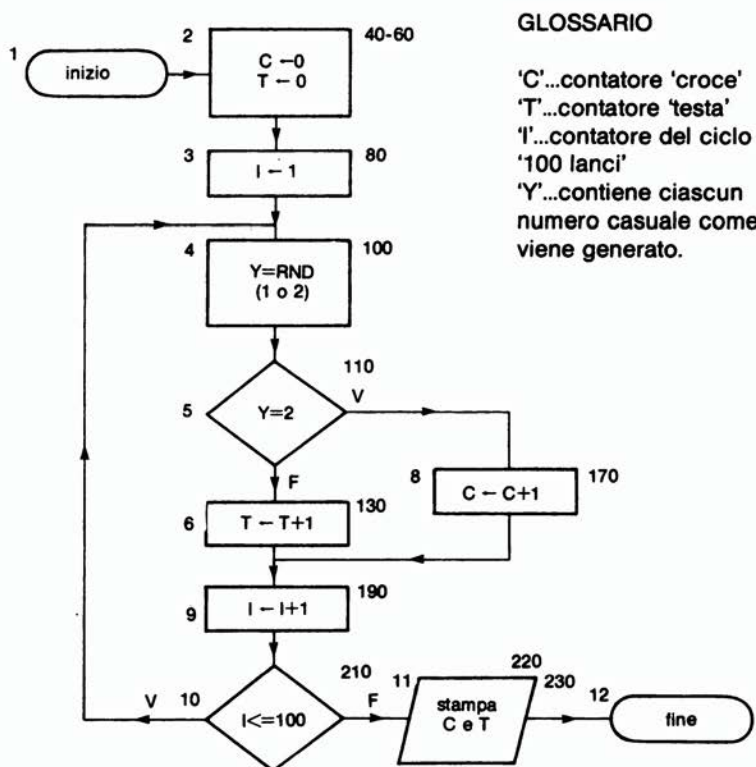 GLOSSARIO
'C'...contatore 'croce'
'T'...contatore 'testa'
'I'...contatore del ciclo
'100 lanci'
'Y'...contiene ciascun
numero casuale come
viene generato.
1
inizio
2
40-60
C ←0
T ←0
3
80
I ← 1
4
100
Y=RND
(1 o 2)
5
110
Y=2
V
F
8
170
C ← C+1
6
130
T ← T+1
9
190
I ← I+1
10
210
I<=100
V
F
11
220
230
stampa
C e T
12
fine